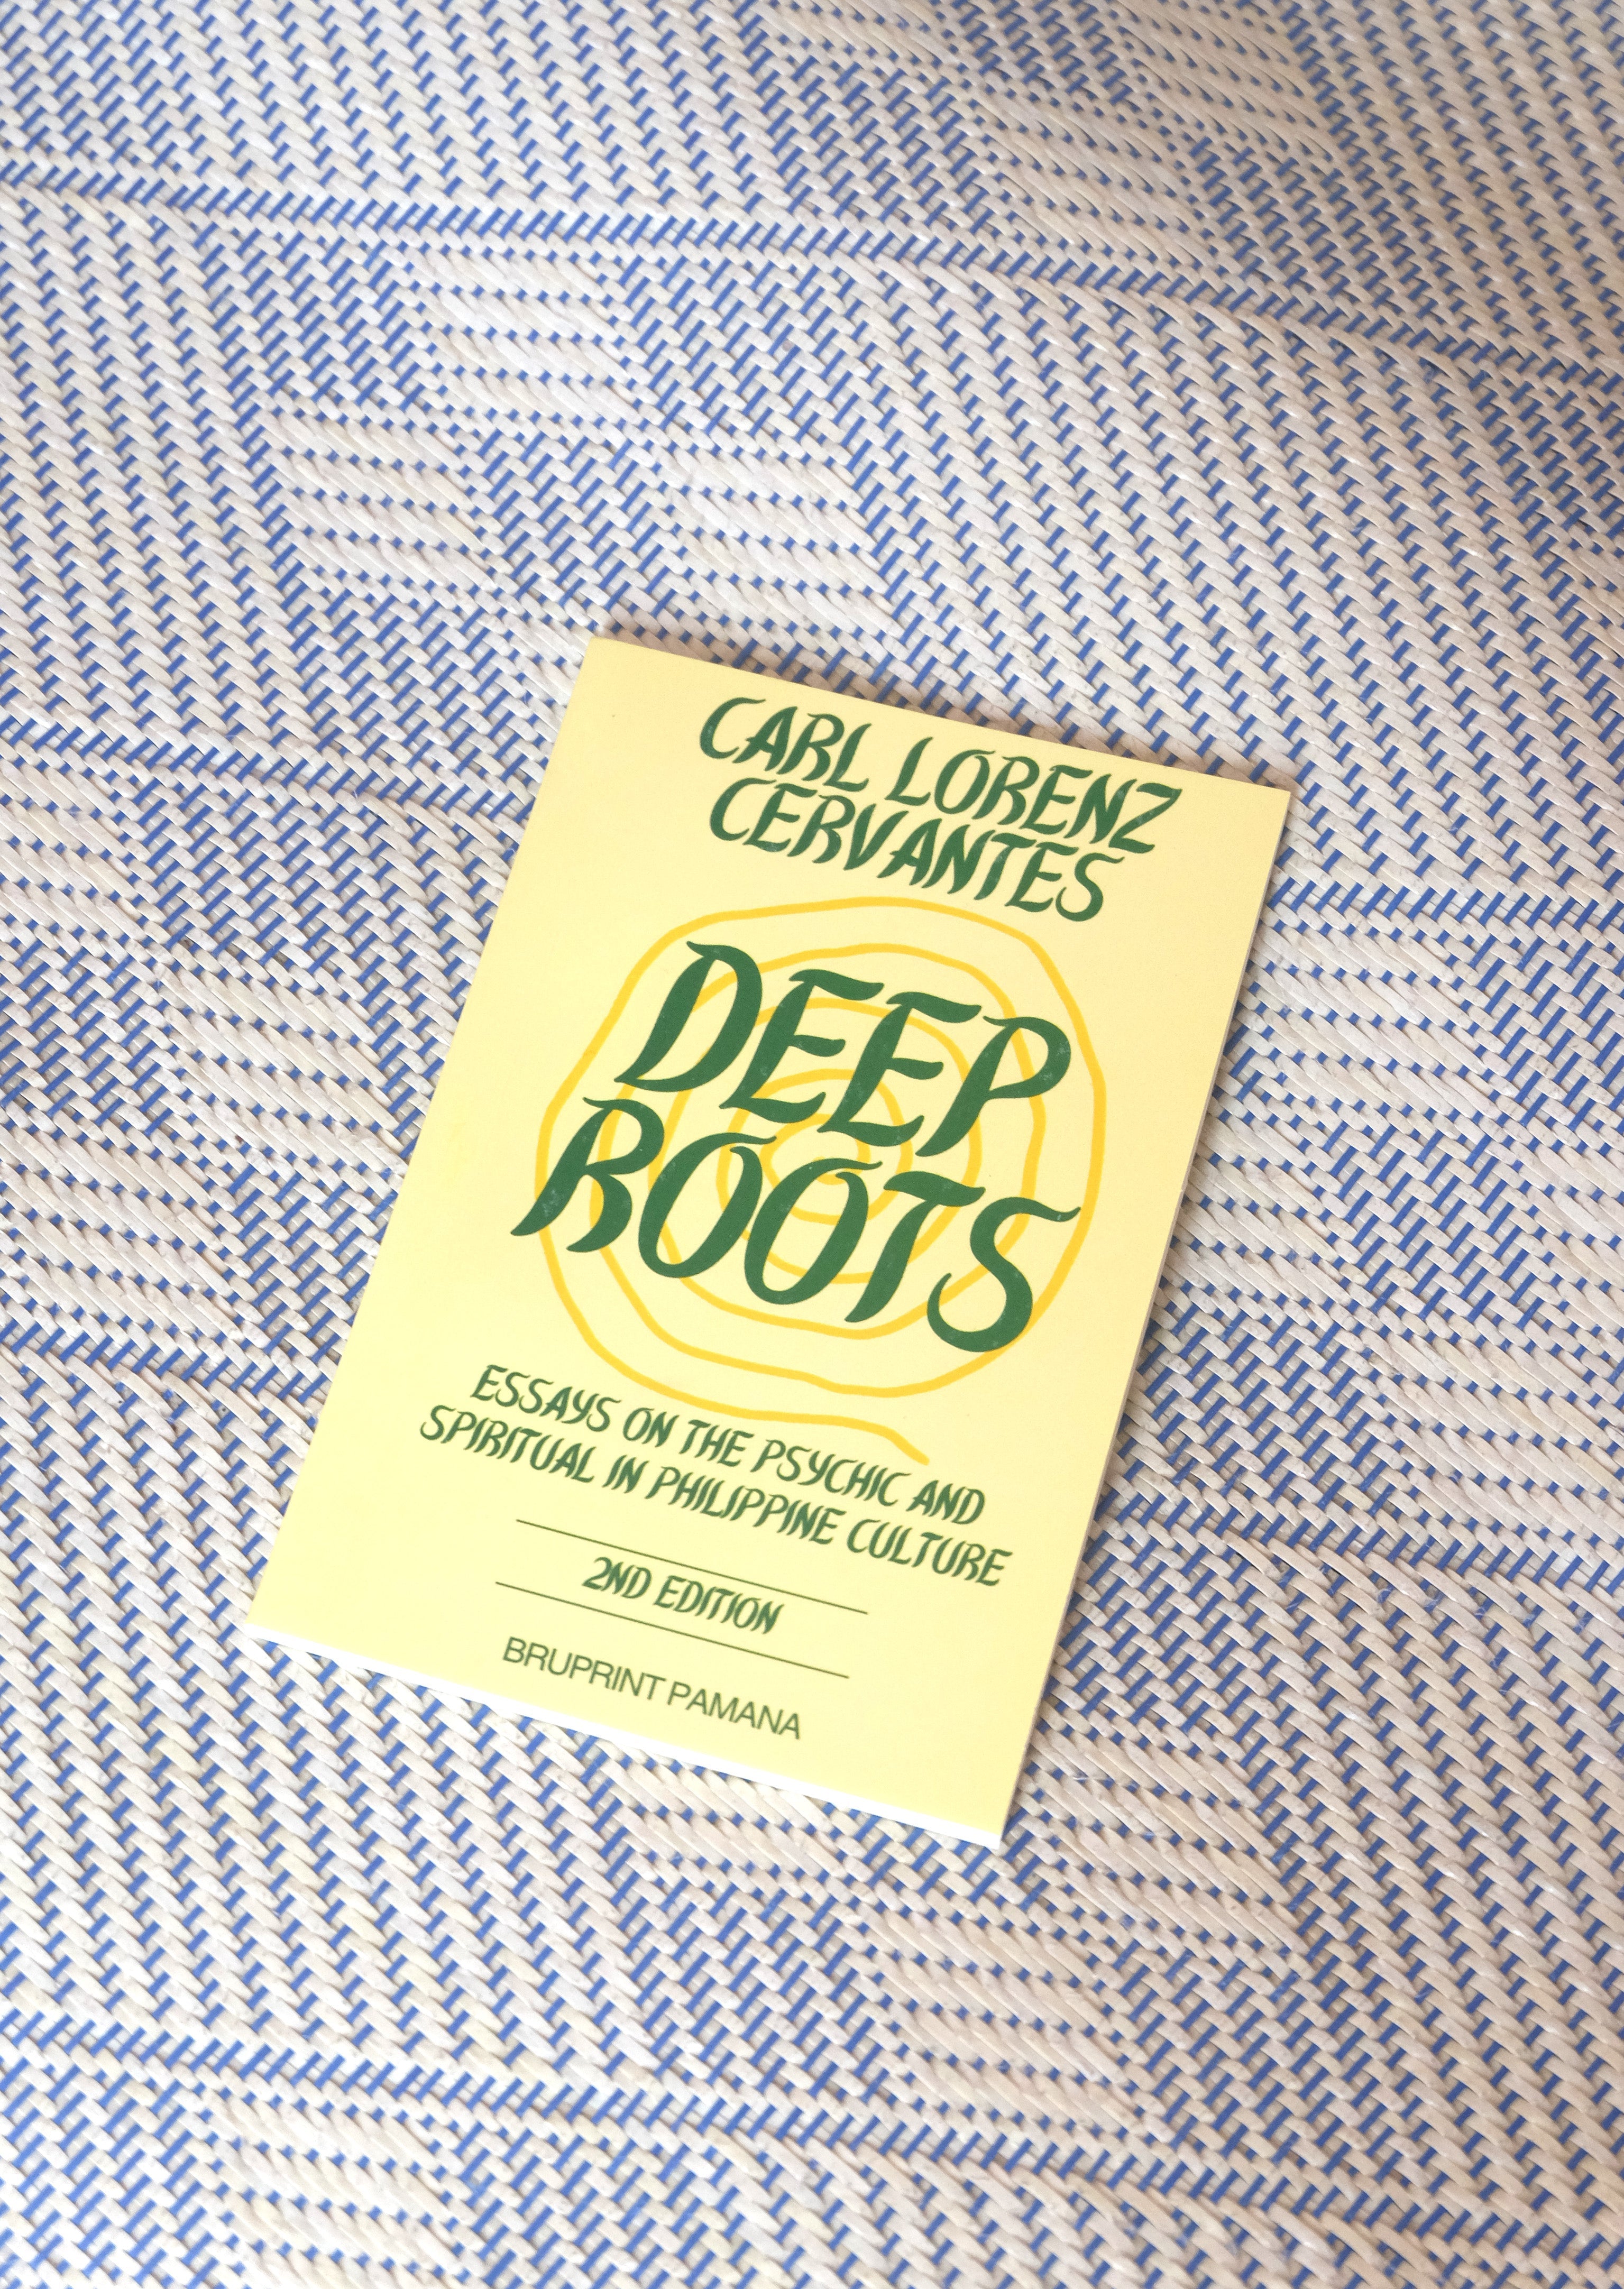 CARL LORENZ
CERVANTES
DEEP
ROOTS
ESSAYS ON THE PSYCHIC AND
SPIRITUAL IN PHILIPPINE CULTURE
2ND EDITION
BRUPRINT PAMANA